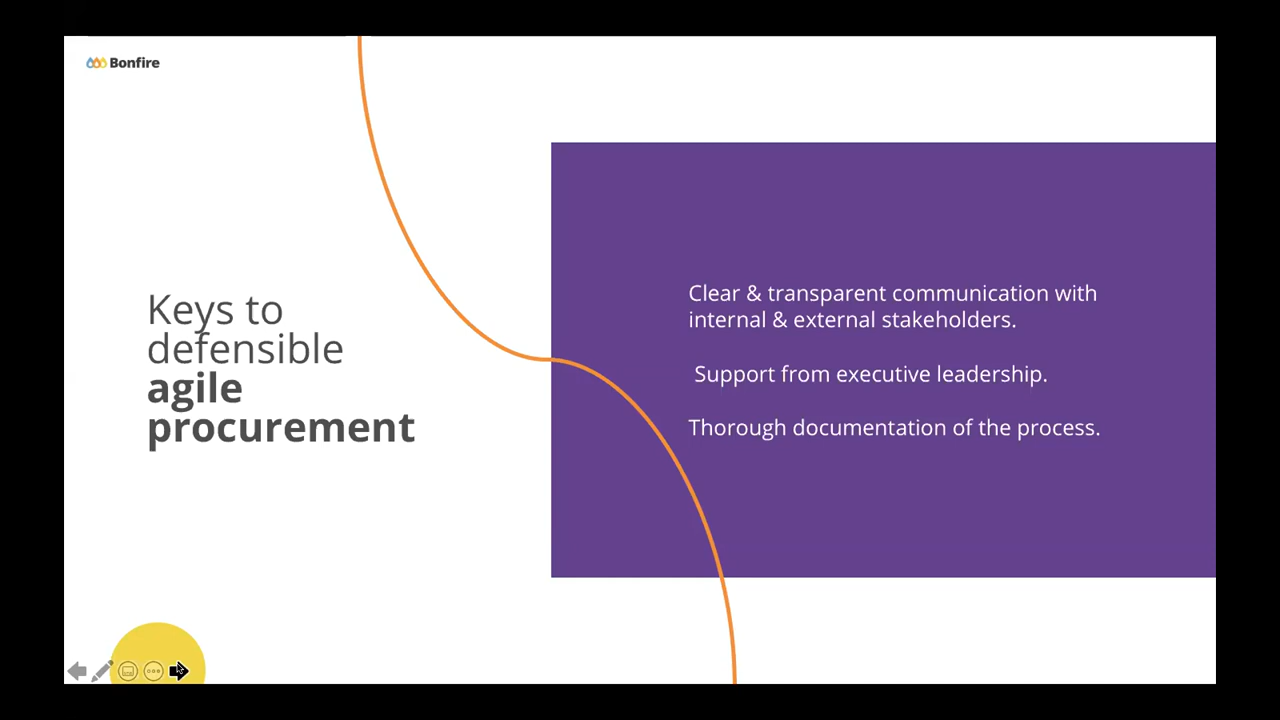 Bonfire
Keys to
defensible
agile
procurement
Clear & transparent communication with
internal & external stakeholders.
Support from executive leadership.
Thorough documentation of the process.